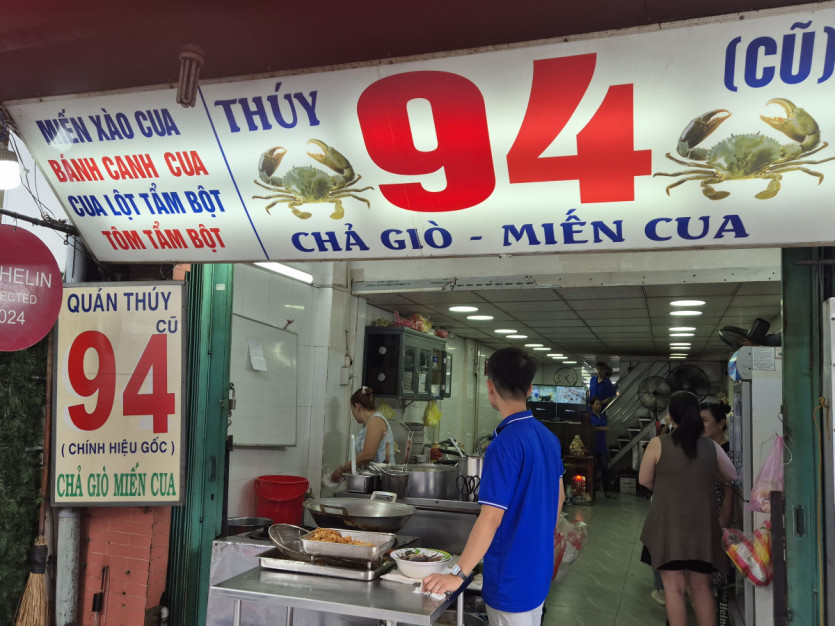 MIẾN XÀO CUA
BÁNH CANH CUA
CUA LỘT TẨM BỘT
TÔM TẨM BỘT
THÚY
94
(CŨ)
CHẢ GIÒ - MIẾN CUA
HELIN
ECTED
024
QUÁN THÚY
CŨ
94
( CHÍNH HIỆU GỐC )
CHẢ GIÒ MIẾN CUA